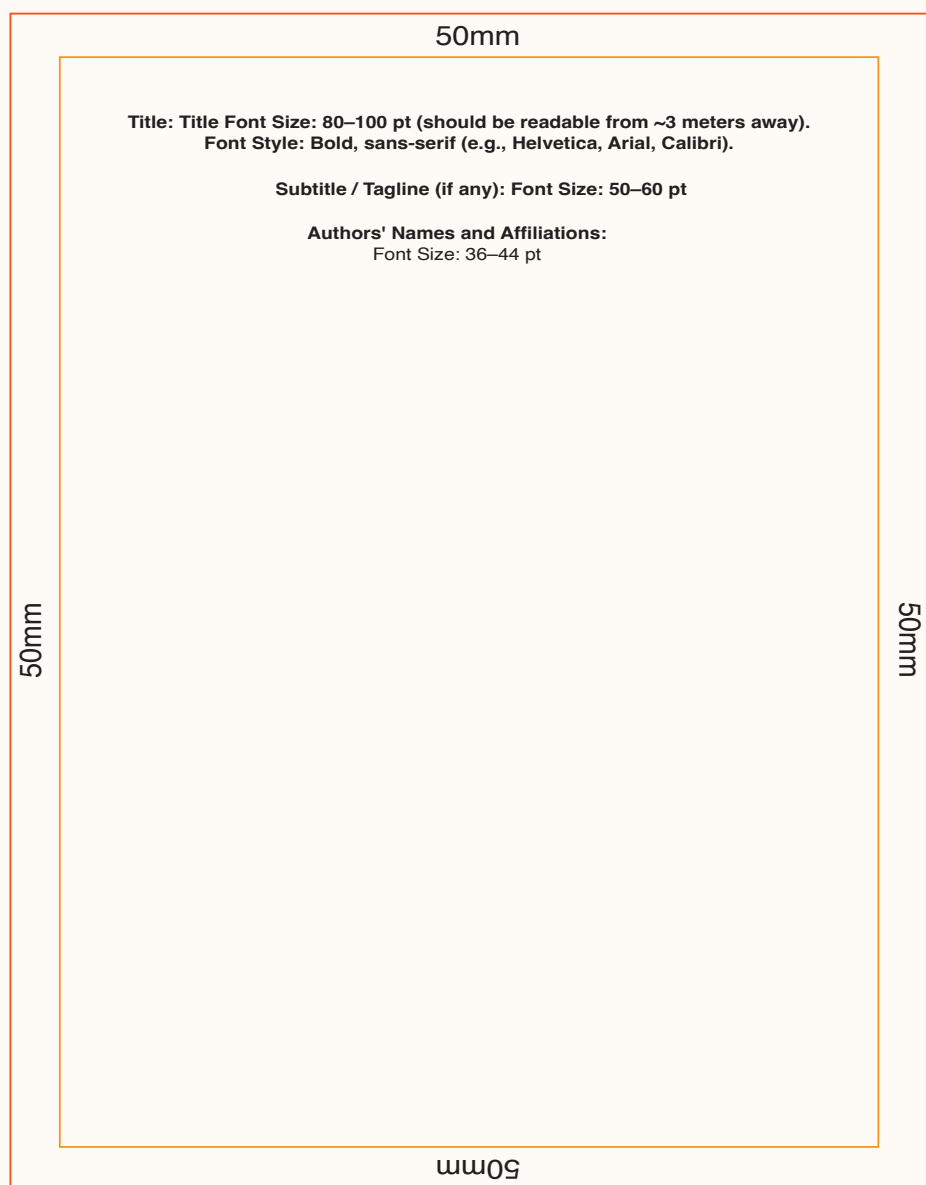 50mm
Title: Title Font Size: 80–100 pt (should be readable from ~3 meters away).
Font Style: Bold, sans-serif (e.g., Helvetica, Arial, Calibri).
Subtitle / Tagline (if any): Font Size: 50–60 pt
Authors' Names and Affiliations:
Font Size: 36–44 pt
50mm
50mm
50mm